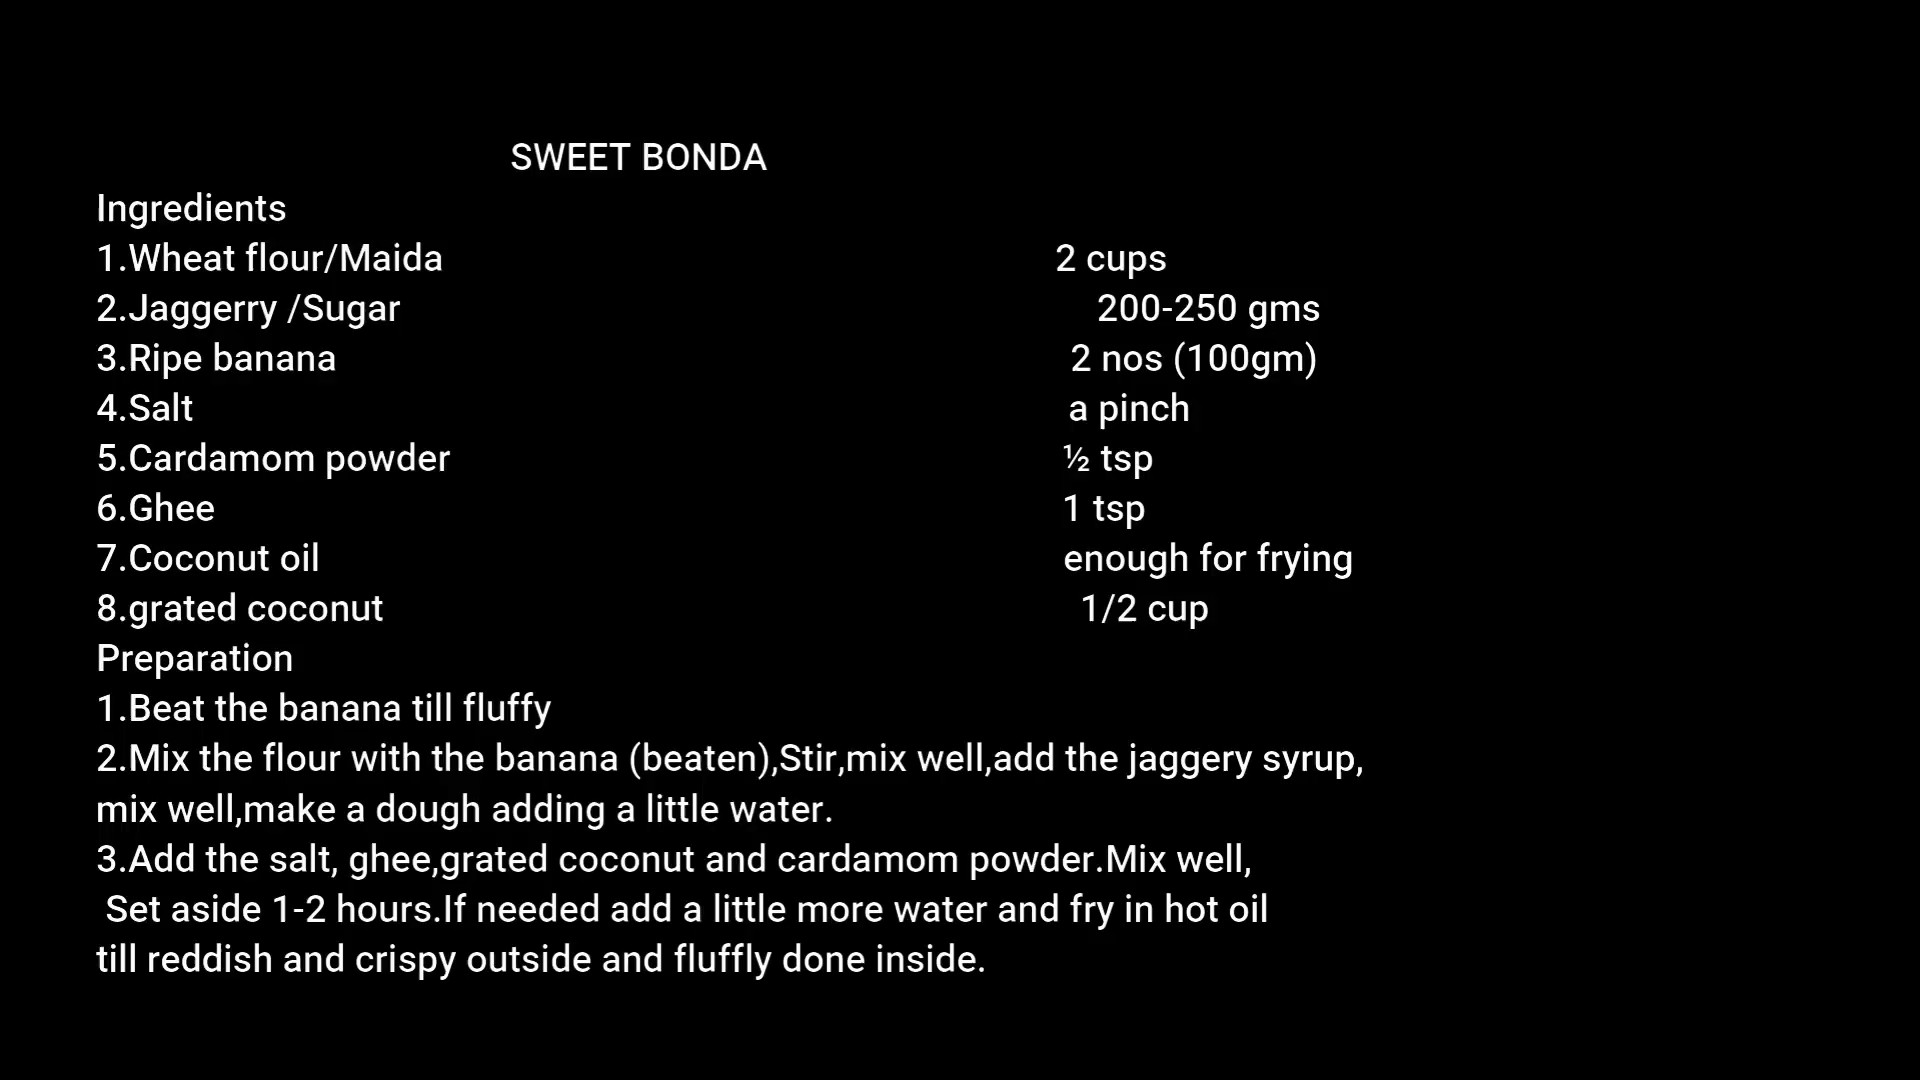 SWEET BONDA
Ingredients
1.Wheat flour/Maida 2 cups
2.Jaggerry /Sugar 200-250 gms
3.Ripe banana 2 nos (100gm)
4.Salt a pinch
5.Cardamom powder ½ tsp
6.Ghee 1 tsp
7.Coconut oil enough for frying
8.grated coconut 1/2 cup
Preparation
1.Beat the banana till fluffy
2.Mix the flour with the banana (beaten),Stir,mix well,add the jaggery syrup,
mix well,make a dough adding a little water.
3.Add the salt, ghee,grated coconut and cardamom powder.Mix well,
Set aside 1-2 hours.If needed add a little more water and fry in hot oil
till reddish and crispy outside and fluffly done inside.